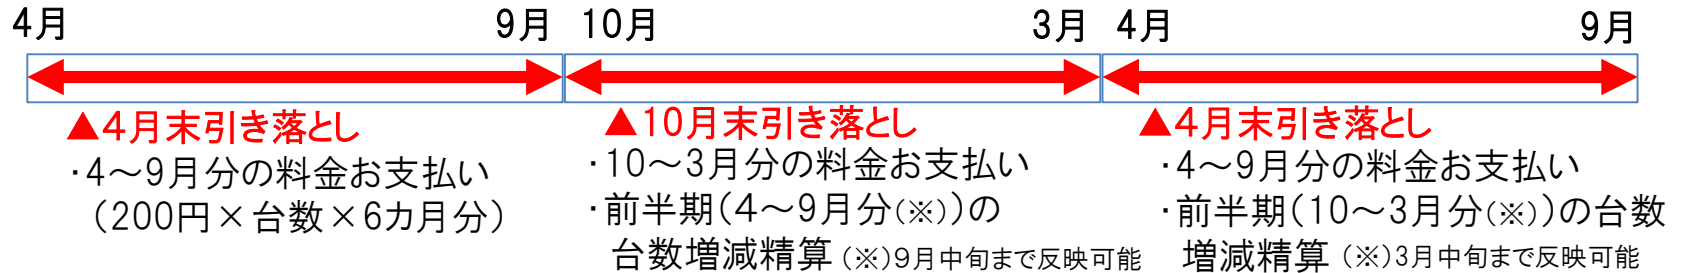 4月 9月 10月 3月 4月 9月
▲4月末引き落とし
・4～9月分の料金お支払い
（200円×台数×6カ月分）
▲10月末引き落とし
・10～3月分の料金お支払い
・前半期（4～9月分（※））の
台数増減精算（※）9月中旬まで反映可能
▲4月末引き落とし
・4～9月分の料金お支払い
・前半期（10～3月分（※））の台数
増減精算（※）3月中旬まで反映可能